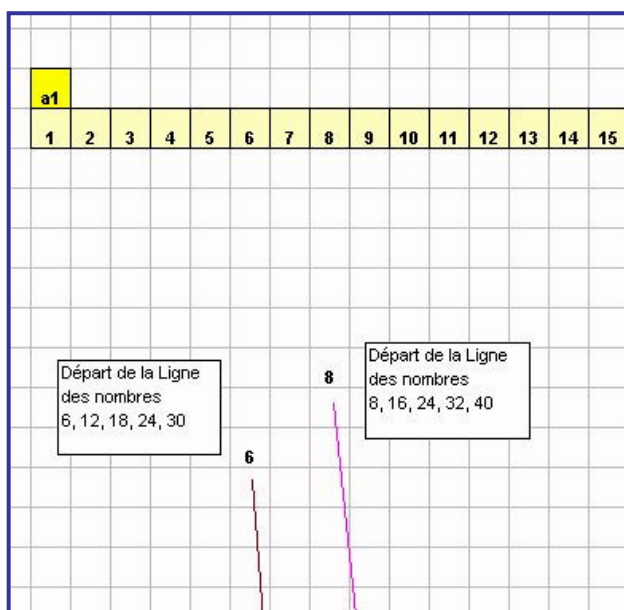 a1
1 2 3 4 5 6 7 8 9 10 11 12 13 14 15
Départ de la Ligne
des nombres
6, 12, 18, 24, 30
8
Départ de la Ligne
des nombres
8, 16, 24, 32, 40
6